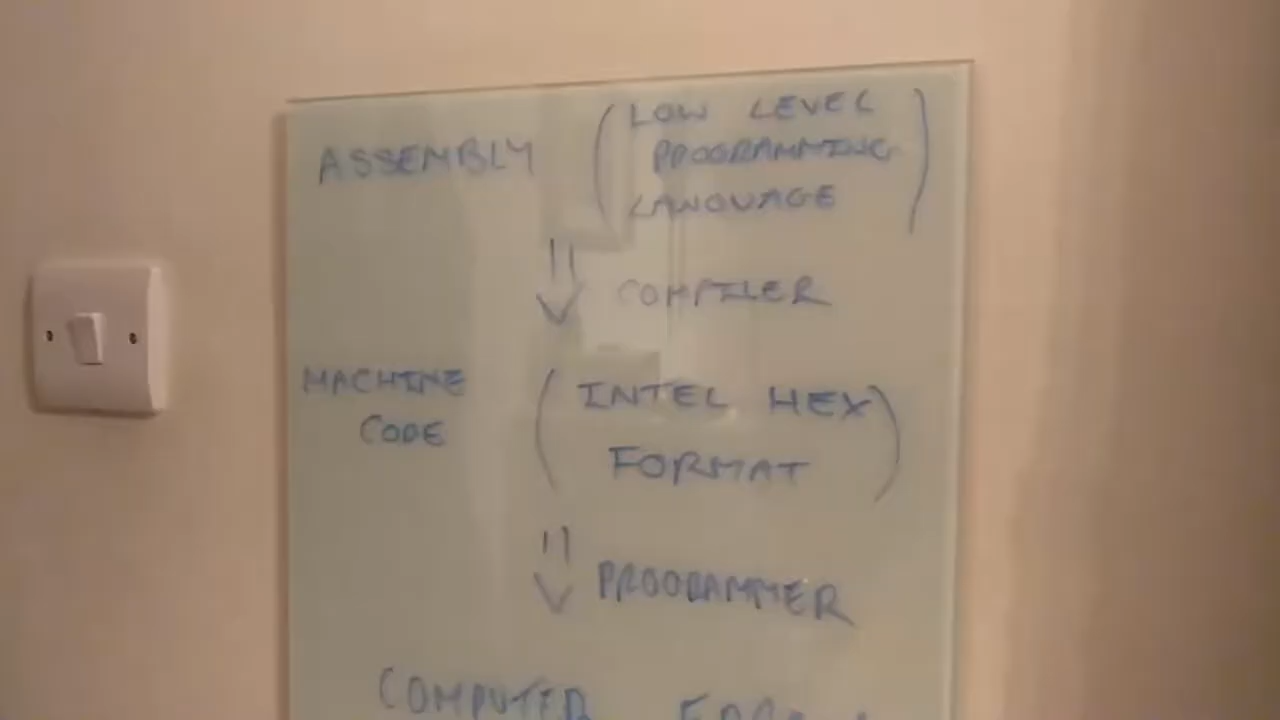 ASSEMBLY (LOW LEVEL
PROGRAMMING
LANGUAGE)
COMPILER
MACHINE (INTEL HEX
CODE FORMAT)
PROGRAMMER
COMPUTER